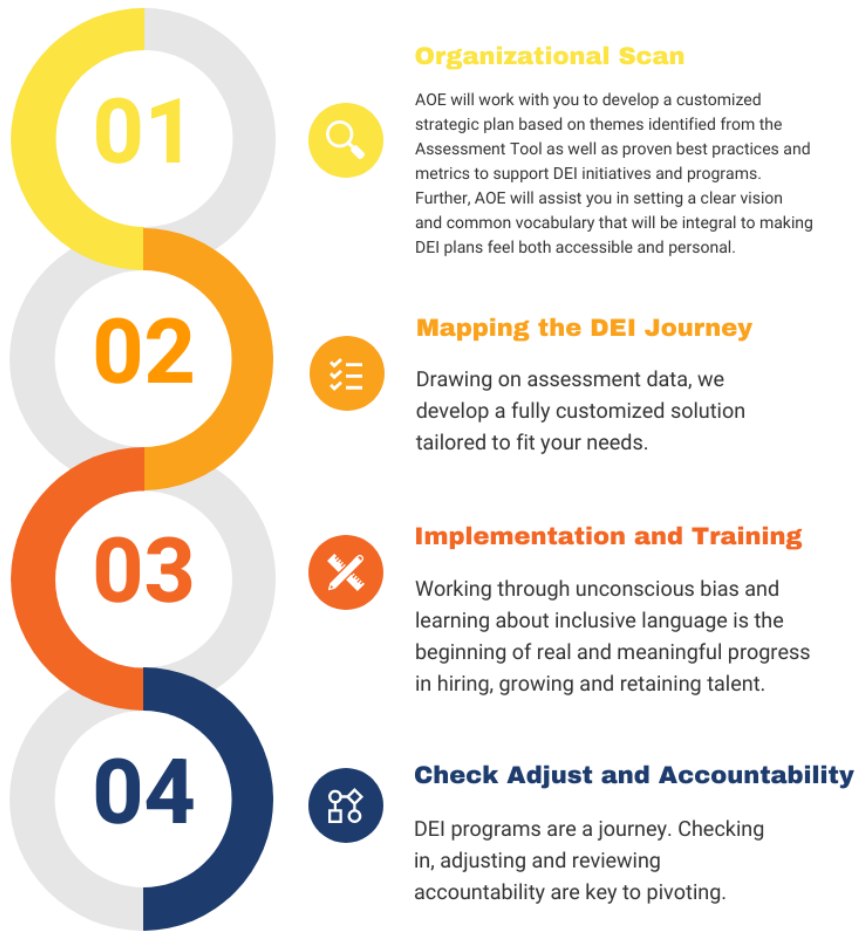 01
Organizational Scan
AOE will work with you to develop a customized
strategic plan based on themes identified from the
Assessment Tool as well as proven best practices and
metrics to support DEI initiatives and programs.
Further, AOE will assist you in setting a clear vision
and common vocabulary that will be integral to making
DEI plans feel both accessible and personal.
02
Mapping the DEI Journey
Drawing on assessment data, we
develop a fully customized solution
tailored to fit your needs.
03
Implementation and Training
Working through unconscious bias and
learning about inclusive language is the
beginning of real and meaningful progress
in hiring, growing and retaining talent.
04
Check Adjust and Accountability
DEI programs are a journey. Checking
in, adjusting and reviewing
accountability are key to pivoting.